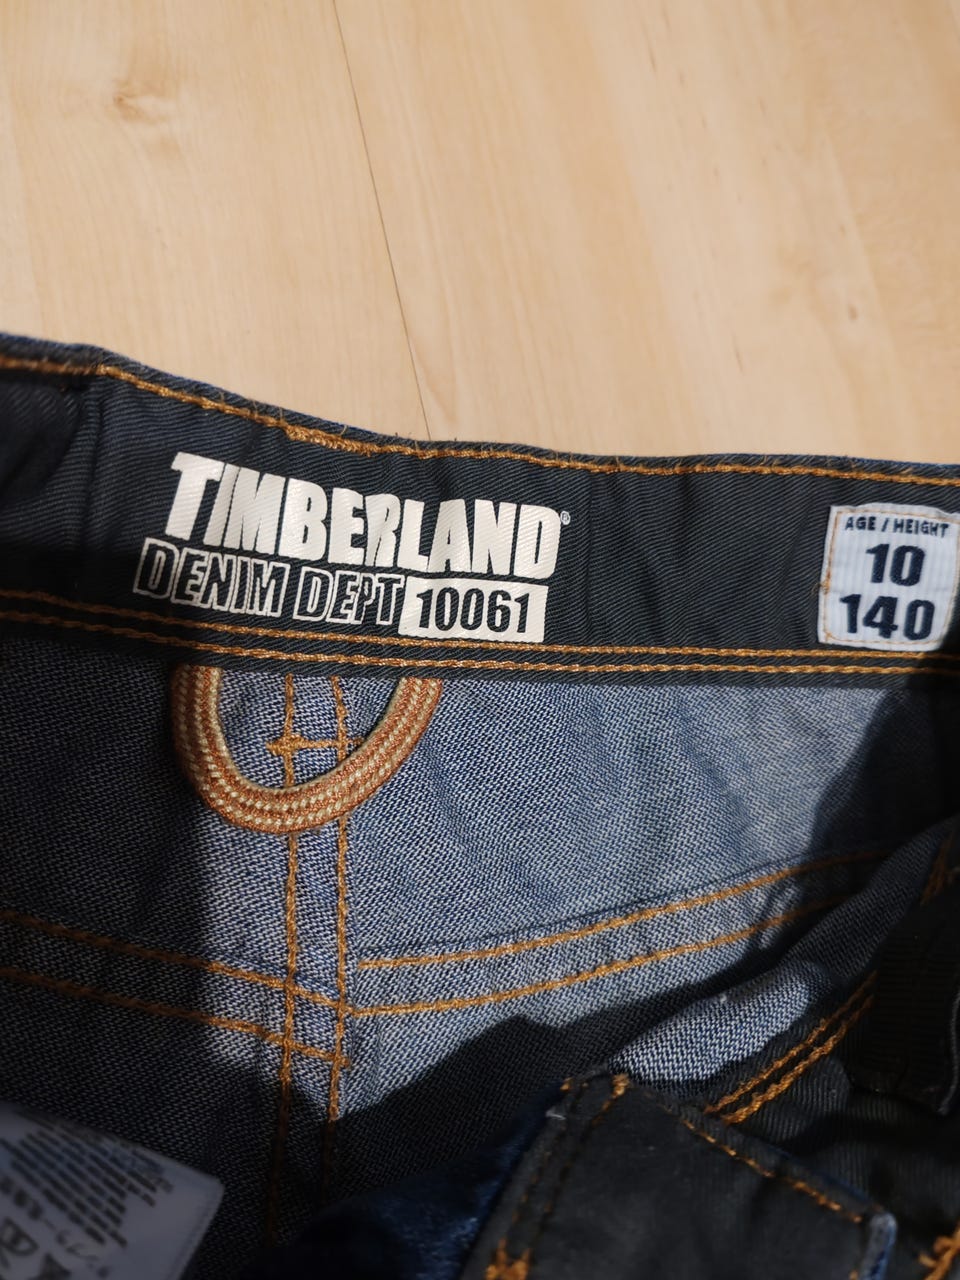 TIMBERLAND®
DENIM DEPT 10061
AGE / HEIGHT
10
140